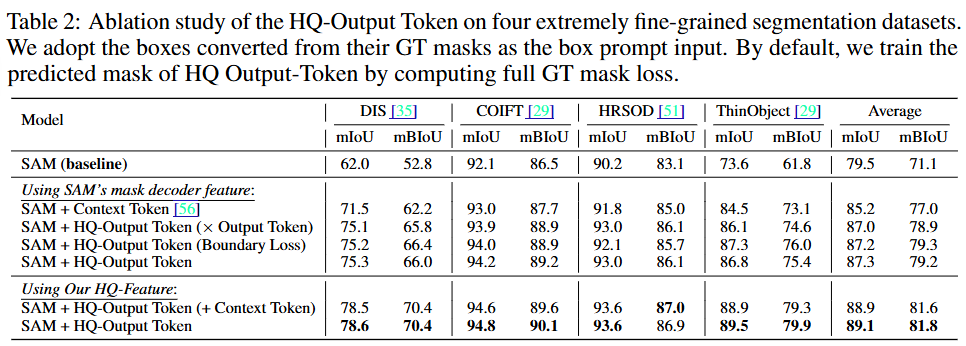 Table 2: Ablation study of the HQ-Output Token on four extremely fine-grained segmentation datasets.
We adopt the boxes converted from their GT masks as the box prompt input. By default, we train the
predicted mask of HQ Output-Token by computing full GT mask loss.
Model DIS [35] COIFT [29] HRSOD [51] ThinObject [29] Average
mIoU mBIoU mIoU mBIoU mIoU mBIoU mIoU mBIoU mIoU mBIoU
SAM (baseline) 62.0 52.8 92.1 86.5 90.2 83.1 73.6 61.8 79.5 71.1
Using SAM's mask decoder feature:
SAM + Context Token [56] 71.5 62.2 93.0 87.7 91.8 85.0 84.5 73.1 85.2 77.0
SAM + HQ-Output Token (× Output Token) 75.1 65.8 93.9 88.9 93.0 86.1 86.1 74.6 87.0 78.9
SAM + HQ-Output Token (Boundary Loss) 75.2 66.4 94.0 88.9 92.1 85.7 87.3 76.0 87.2 79.3
SAM + HQ-Output Token 75.3 66.0 94.2 89.2 93.0 86.1 86.8 75.4 87.3 79.2
Using Our HQ-Feature:
SAM + HQ-Output Token (+ Context Token) 78.5 70.4 94.6 89.6 93.6 87.0 88.9 79.3 88.9 81.6
SAM + HQ-Output Token 78.6 70.4 94.8 90.1 93.6 86.9 89.5 79.9 89.1 81.8